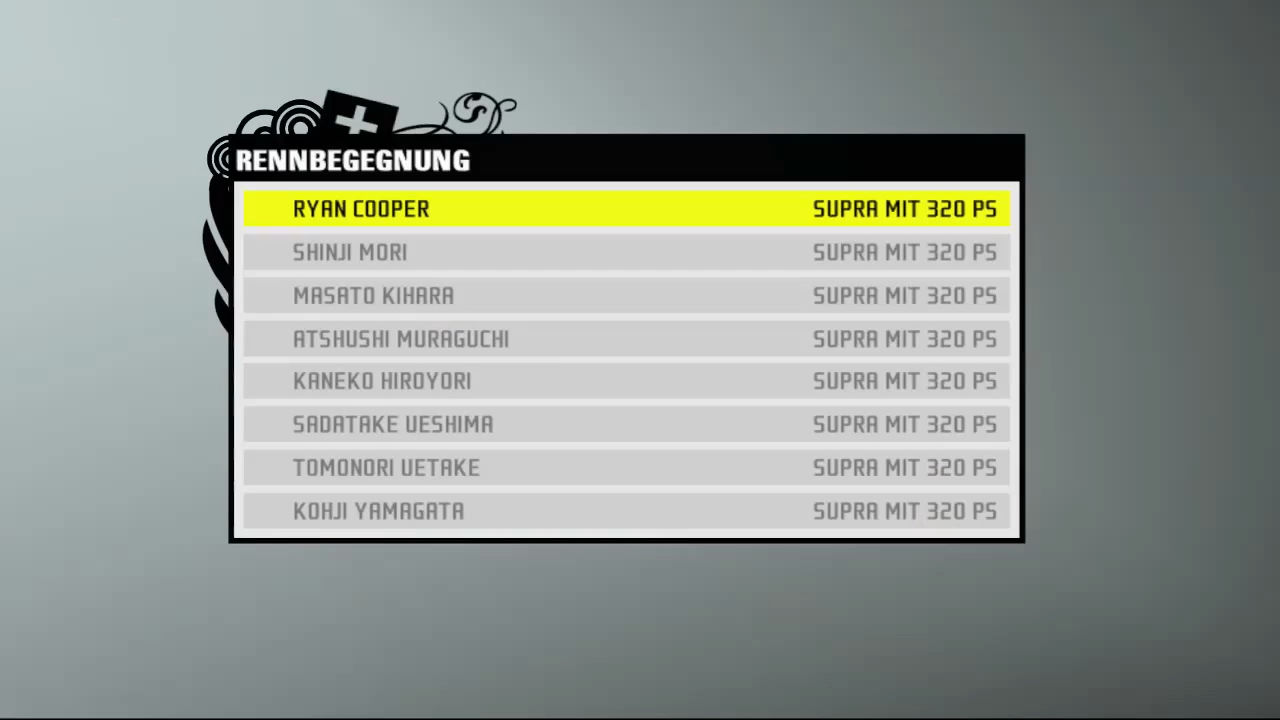 RENNBEGEGNUNG
RYAN COOPER SUPRA MIT 320 PS
SHINJI MORI SUPRA MIT 320 PS
MASATO KIHARA SUPRA MIT 320 PS
ATSHUSHI MURAGUCHI SUPRA MIT 320 PS
KANEKO HIROYORI SUPRA MIT 320 PS
SADATAKE UESHIMA SUPRA MIT 320 PS
TOMONORI UETAKE SUPRA MIT 320 PS
KOHJI YAMAGATA SUPRA MIT 320 PS